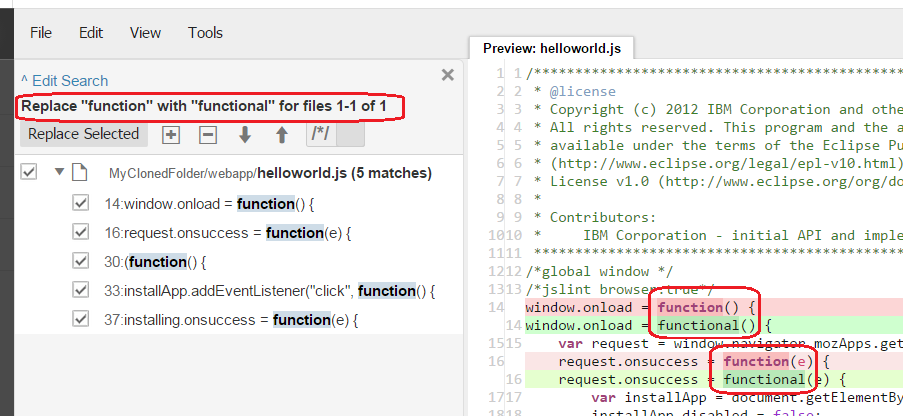 File Edit View Tools
^ Edit Search
Replace "function" with "functional" for files 1-1 of 1
Replace Selected /*/
MyClonedFolder/webapp/helloworld.js (5 matches)
14:window.onload = function() {
16:request.onsuccess = function(e) {
30:(function() {
33:installApp.addEventListener("click", function() {
37:installing.onsuccess = function(e) {
Preview: helloworld.js
1 1 /*********************************************
2 2 * @license
3 3 * Copyright (c) 2012 IBM Corporation and othe
4 4 * All rights reserved. This program and the a
5 5 * available under the terms of the Eclipse Pu
6 6 * (http://www.eclipse.org/legal/epl-v10.html)
7 7 * License v1.0 (http://www.eclipse.org/org/do
8 8 *
9 9 * Contributors:
10 10 * IBM Corporation - initial API and imple
11 11 *********************************************
12 12 /*global window */
13 13 /*jslint browser:true*/
14 window.onload = function() {
14 window.onload = functional() {
15 15 var request = window.navigator.mozApps.get
16 request.onsuccess = function(e) {
16 request.onsuccess = functional(e) {
17 17 var installApp = document.getElementBy
18 18 installApp.disabled = false;